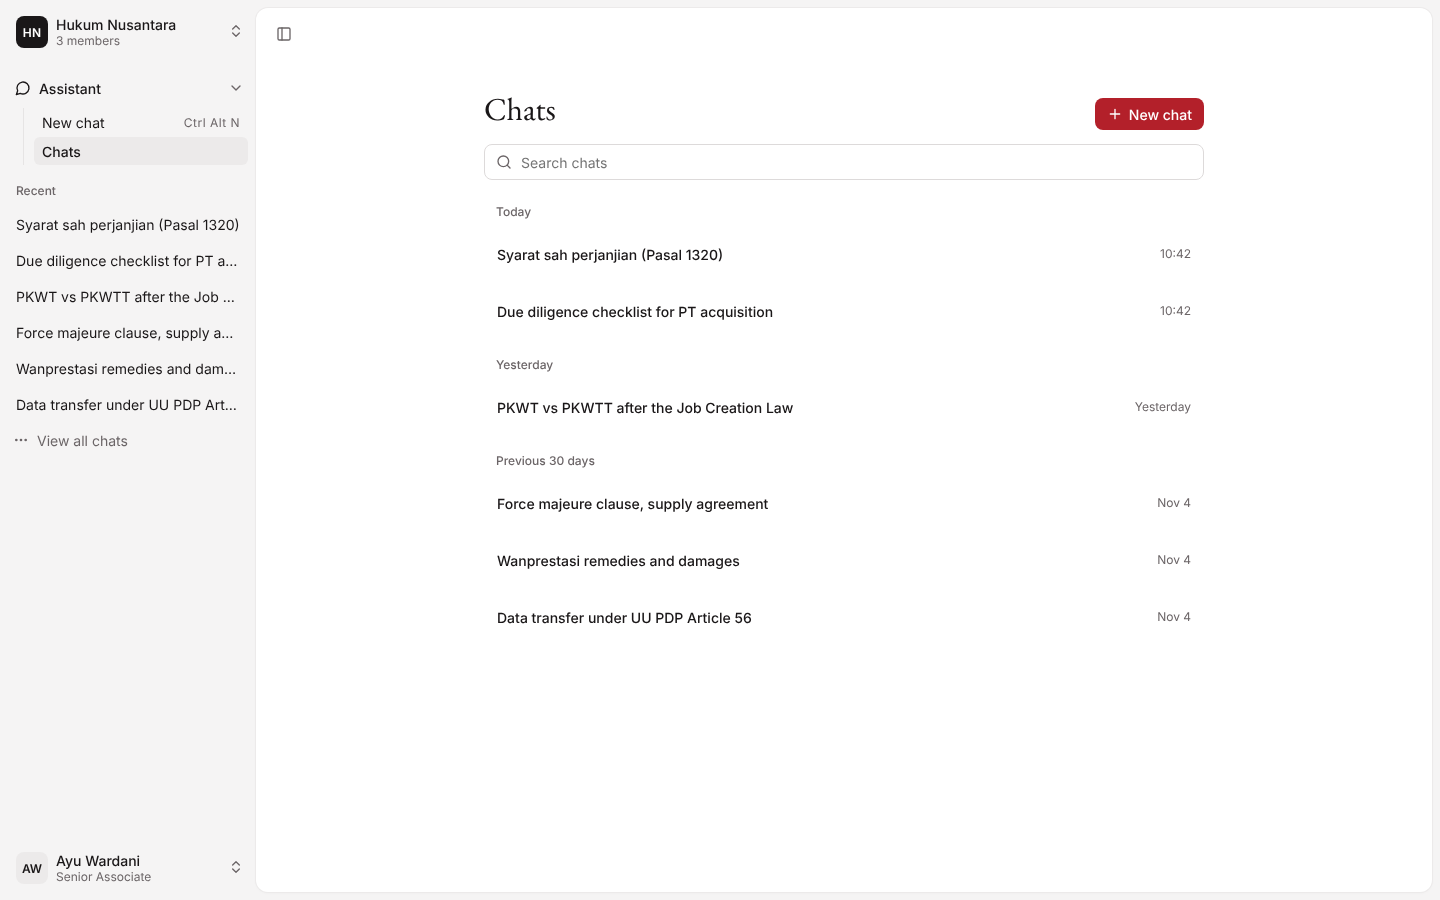 HN
Hukum Nusantara
3 members
Assistant
New chat Ctrl Alt N
Chats
Recent
Syarat sah perjanjian (Pasal 1320)
Due diligence checklist for PT a...
PKWT vs PKWTT after the Job ...
Force majeure clause, supply a...
Wanprestasi remedies and dam...
Data transfer under UU PDP Art...
View all chats
AW
Ayu Wardani
Senior Associate
Chats
New chat
Search chats
Today
Syarat sah perjanjian (Pasal 1320) 10:42
Due diligence checklist for PT acquisition 10:42
Yesterday
PKWT vs PKWTT after the Job Creation Law Yesterday
Previous 30 days
Force majeure clause, supply agreement Nov 4
Wanprestasi remedies and damages Nov 4
Data transfer under UU PDP Article 56 Nov 4